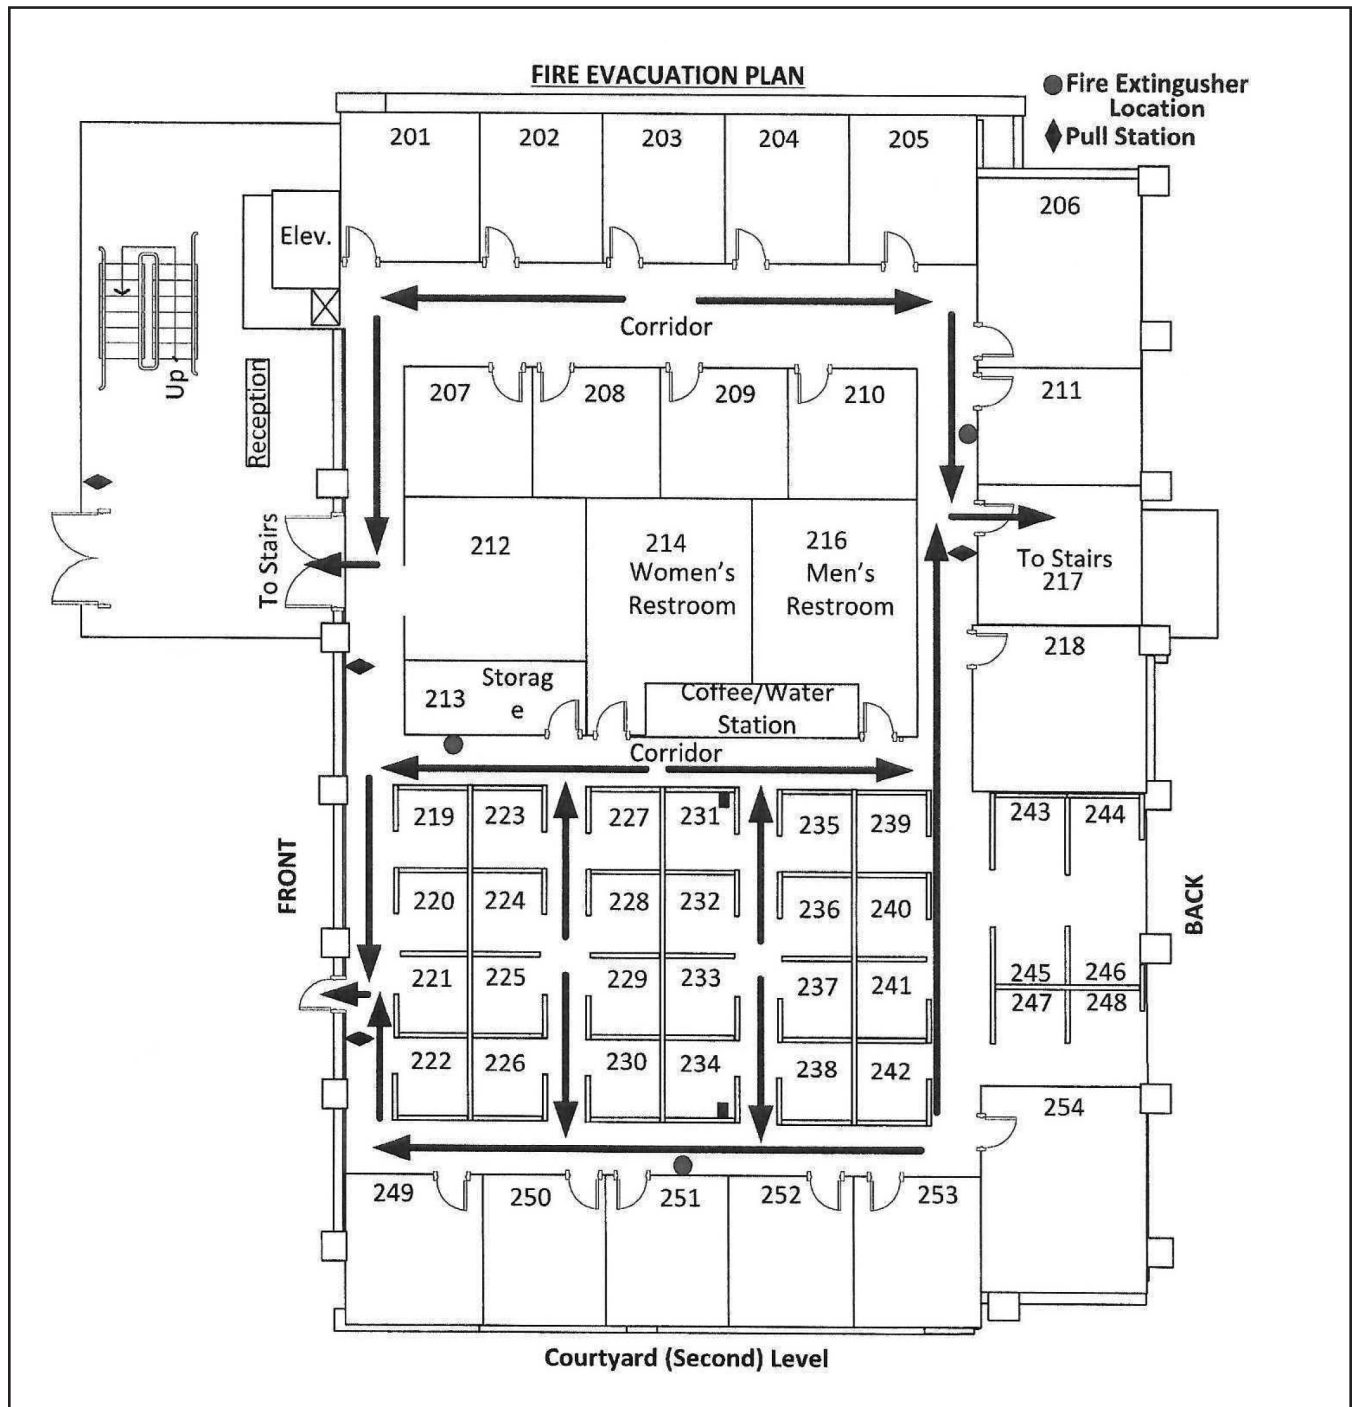 FIRE EVACUATION PLAN
Fire Extingusher
Location
Pull Station
201
202
203
204
205
206
Elev.
Corridor
Up
Reception
207
208
209
210
211
To Stairs
212
214
Women's
Restroom
216
Men's
Restroom
To Stairs
217
218
213
Storag
e
Coffee/Water
Station
Corridor
FRONT
BACK
219
223
227
231
235
239
243
244
220
224
228
232
236
240
221
225
229
233
237
241
245
246
247
248
222
226
230
234
238
242
254
249
250
251
252
253
Courtyard (Second) Level